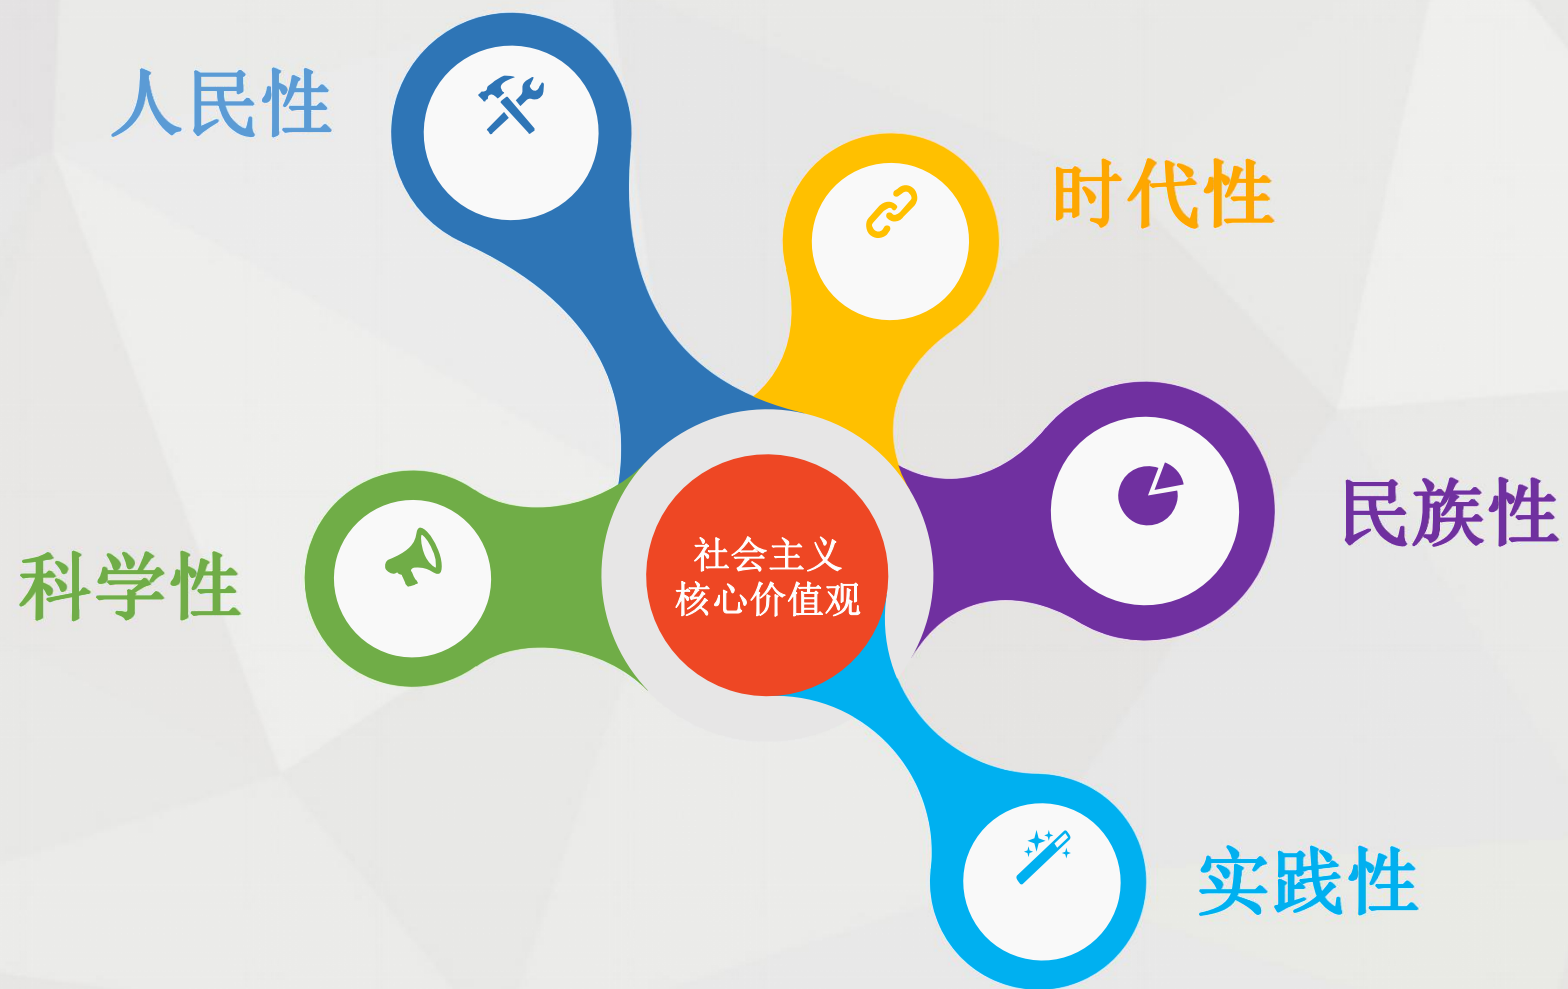 人民性
时代性
民族性
科学性
社会主义
核心价值观
实践性